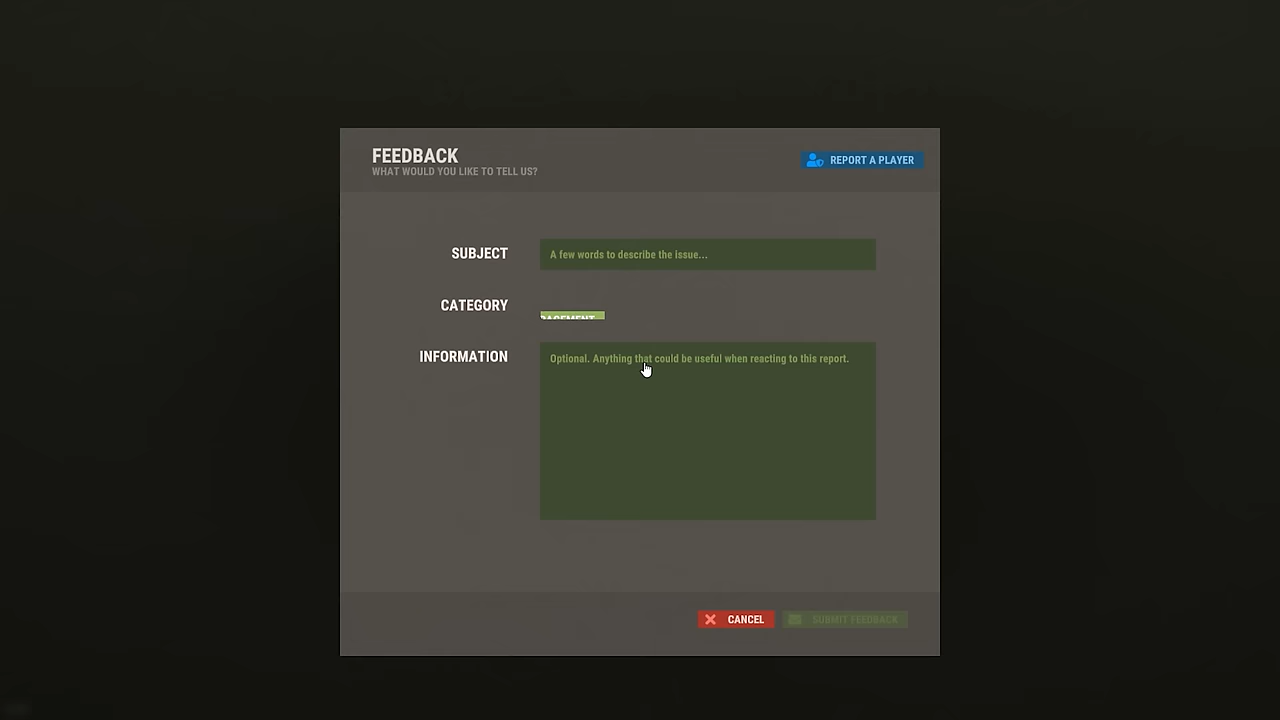 FEEDBACK
WHAT WOULD YOU LIKE TO TELL US?
REPORT A PLAYER
SUBJECT
A few words to describe the issue...
CATEGORY
INFORMATION
Optional. Anything that could be useful when reacting to this report.
CANCEL
SUBMIT FEEDBACK